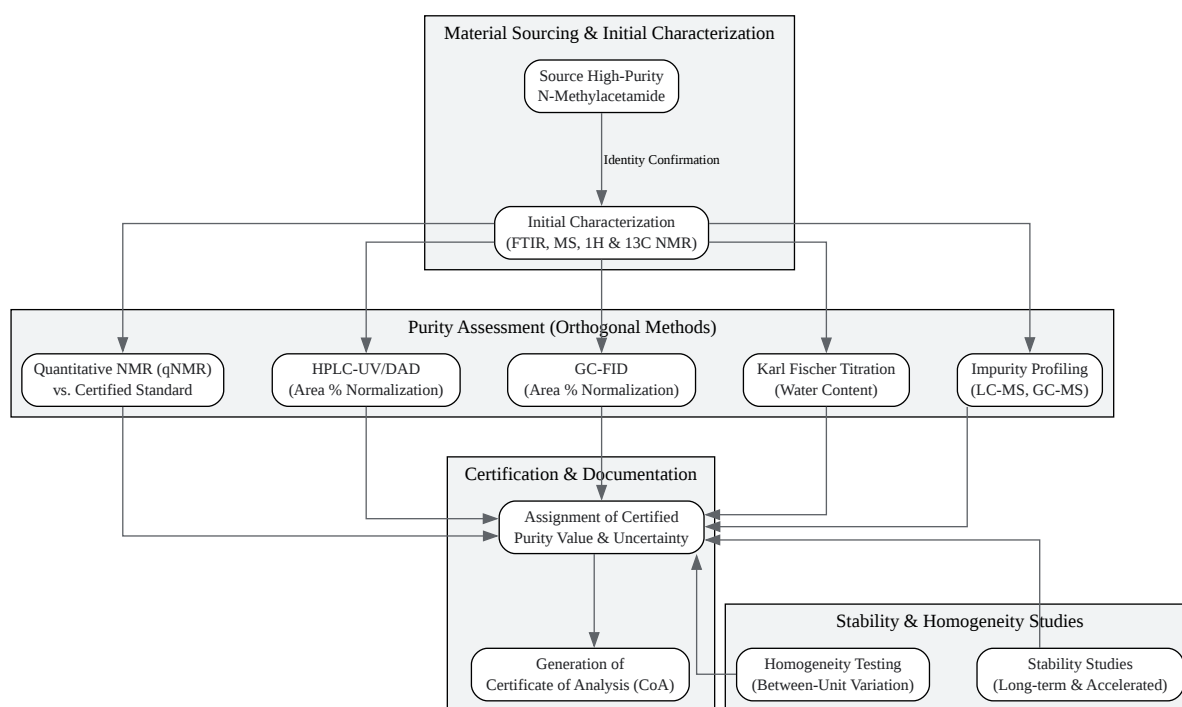 Material Sourcing & Initial Characterization
Source High-Purity
N-Methylacetamide
Identity Confirmation
Initial Characterization
(FTIR, MS, 1H & 13C NMR)
Purity Assessment (Orthogonal Methods)
Quantitative NMR (qNMR)
vs. Certified Standard
HPLC-UV/DAD
(Area % Normalization)
GC-FID
(Area % Normalization)
Karl Fischer Titration
(Water Content)
Impurity Profiling
(LC-MS, GC-MS)
Certification & Documentation
Assignment of Certified
Purity Value & Uncertainty
Generation of
Certificate of Analysis (CoA)
Stability & Homogeneity Studies
Homogeneity Testing
(Between-Unit Variation)
Stability Studies
(Long-term & Accelerated)